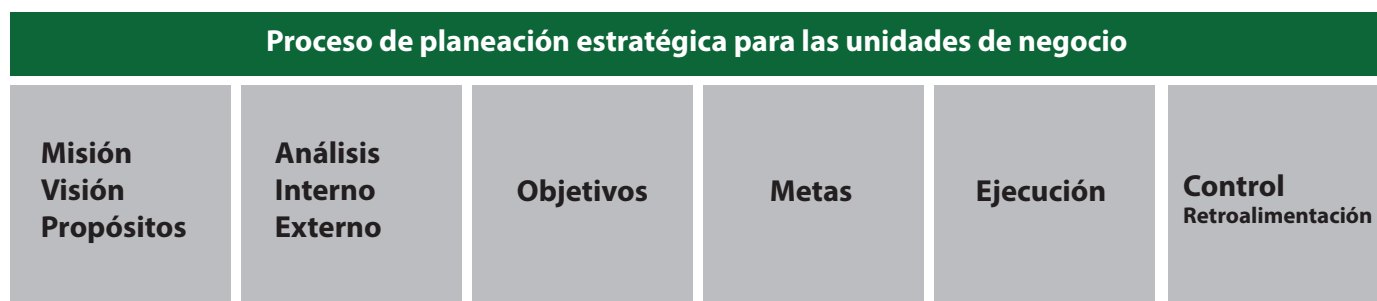 Proceso de planeación estratégica para las unidades de negocio
Misión
Visión
Propósitos
Análisis
Interno
Externo
Objetivos
Metas
Ejecución
Control
Retroalimentación